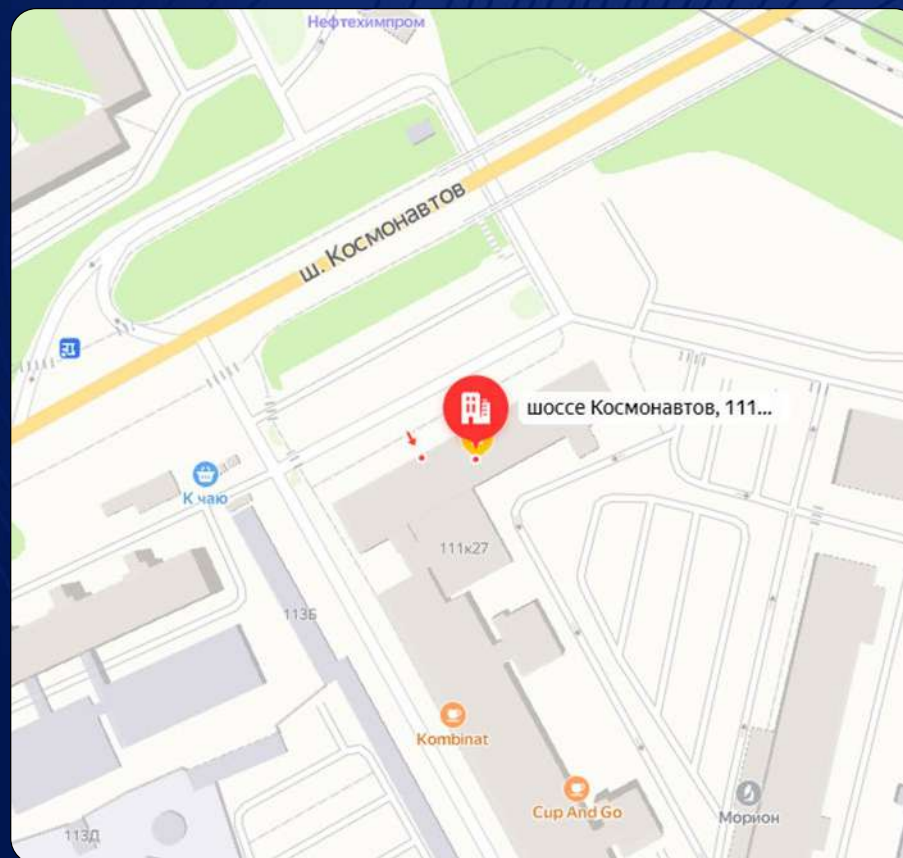 Нефтехимпром
ш. Космонавтов
шоссе Космонавтов, 111...
К чаю
111к27
113Б
Kombinat
Cup And Go
Морион
113Д